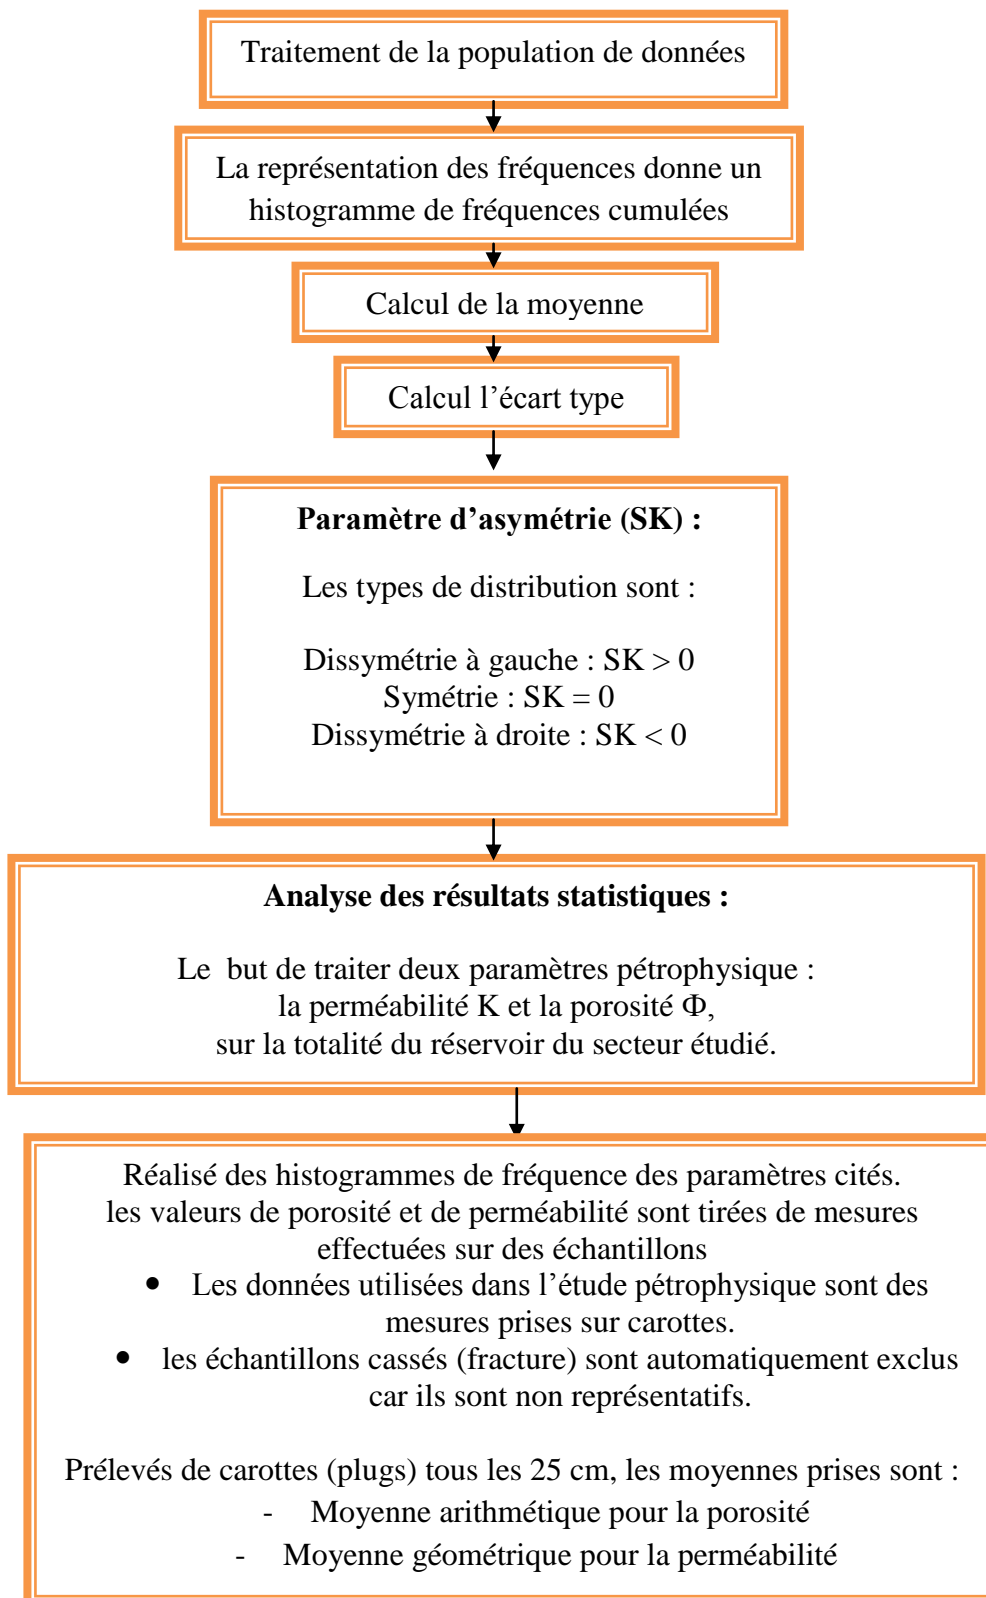 Traitement de la population de données
La représentation des fréquences donne un
histogramme de fréquences cumulées
Calcul de la moyenne
Calcul l’écart type
Paramètre d’asymétrie (SK) :
Les types de distribution sont :
Dissymétrie à gauche : SK > 0
Symétrie : SK = 0
Dissymétrie à droite : SK < 0
Analyse des résultats statistiques :
Le but de traiter deux paramètres pétrophysique :
la perméabilité K et la porosité Φ,
sur la totalité du réservoir du secteur étudié.
Réalisé des histogrammes de fréquence des paramètres cités.
les valeurs de porosité et de perméabilité sont tirées de mesures
effectuées sur des échantillons
• Les données utilisées dans l’étude pétrophysique sont des
mesures prises sur carottes.
• les échantillons cassés (fracture) sont automatiquement exclus
car ils sont non représentatifs.
Prélevés de carottes (plugs) tous les 25 cm, les moyennes prises sont :
- Moyenne arithmétique pour la porosité
- Moyenne géométrique pour la perméabilité